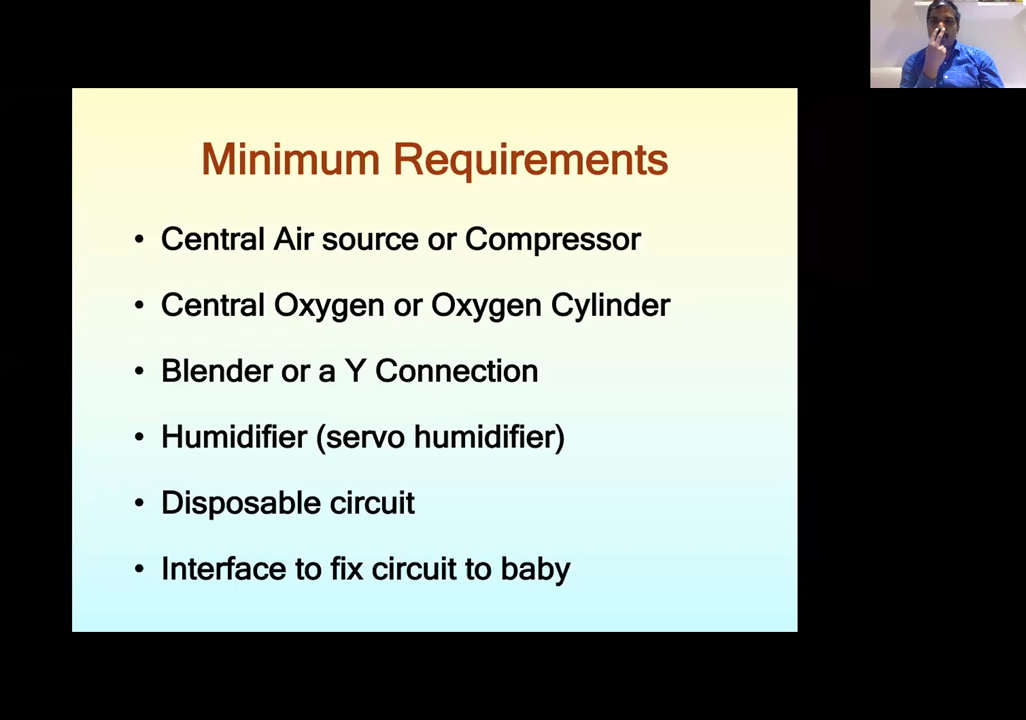 Minimum Requirements
• Central Air source or Compressor
• Central Oxygen or Oxygen Cylinder
• Blender or a Y Connection
• Humidifier (servo humidifier)
• Disposable circuit
• Interface to fix circuit to baby